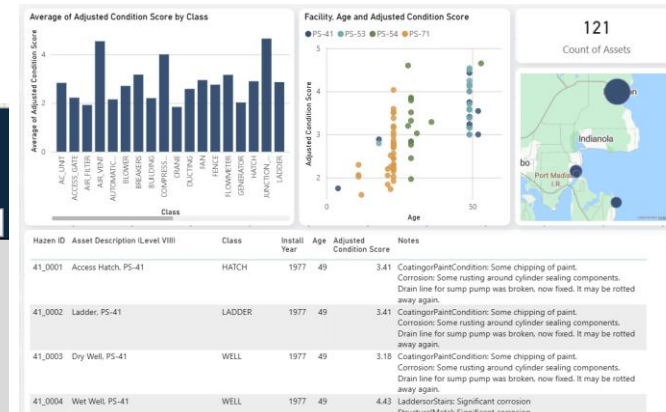 Average of Adjusted Condition Score by Class
Average of Adjusted Condition Score
4
2
0
AC_UNIT
ACCESS_GATE
AIR_FILTER
AIR_VENT
AUTOMATIC...
BLOWER
BREAKERS
BUILDING
COMPRESS...
CRANE
DUCTING
FAN
FENCE
FLOWMETER
GENERATOR
HATCH
JUNCTION_...
LADDER
Class
Facility, Age and Adjusted Condition Score
PS-41 PS-53 PS-54 PS-71
Adjusted Condition Score
5
4
3
2
0
50
Age
121
Count of Assets
Indianola
Port Madison
I.R.
Hazen ID Asset Description (Level VIII) Class Install Year Age Adjusted Condition Score Notes
41_0001 Access Hatch, PS-41 HATCH 1977 49 3.41 CoatingorPaintCondition: Some chipping of paint.
Corrosion: Some rusting around cylinder sealing components.
Drain line for sump pump was broken, now fixed. It may be rotted
away again.
41_0002 Ladder, PS-41 LADDER 1977 49 3.41 CoatingorPaintCondition: Some chipping of paint.
Corrosion: Some rusting around cylinder sealing components.
Drain line for sump pump was broken, now fixed. It may be rotted
away again.
41_0003 Dry Well, PS-41 WELL 1977 49 3.18 CoatingorPaintCondition: Some chipping of paint.
Corrosion: Some rusting around cylinder sealing components.
Drain line for sump pump was broken, now fixed. It may be rotted
away again.
41_0004 Wet Well, PS-41 WELL 1977 49 4.43 LaddersorStairs: Significant corrosion
StructureMetal: Significant corrosion